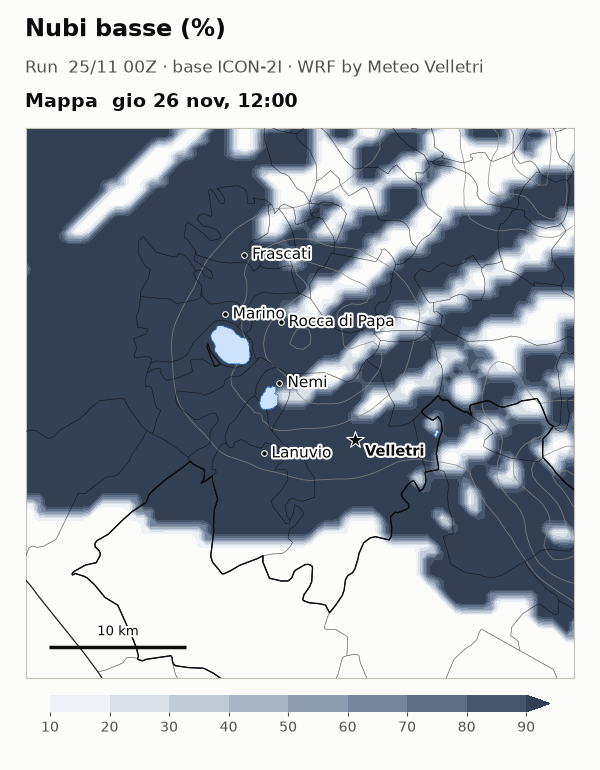 Nubi basse (%)
Run  25/11 00Z · base ICON-2I · WRF by Meteo Velletri
Mappa  gio 26 nov, 12:00
Frascati
Marino
Rocca di Papa
Nemi
Velletri
Lanuvio
10 km
10 20 30 40 50 60 70 80 90